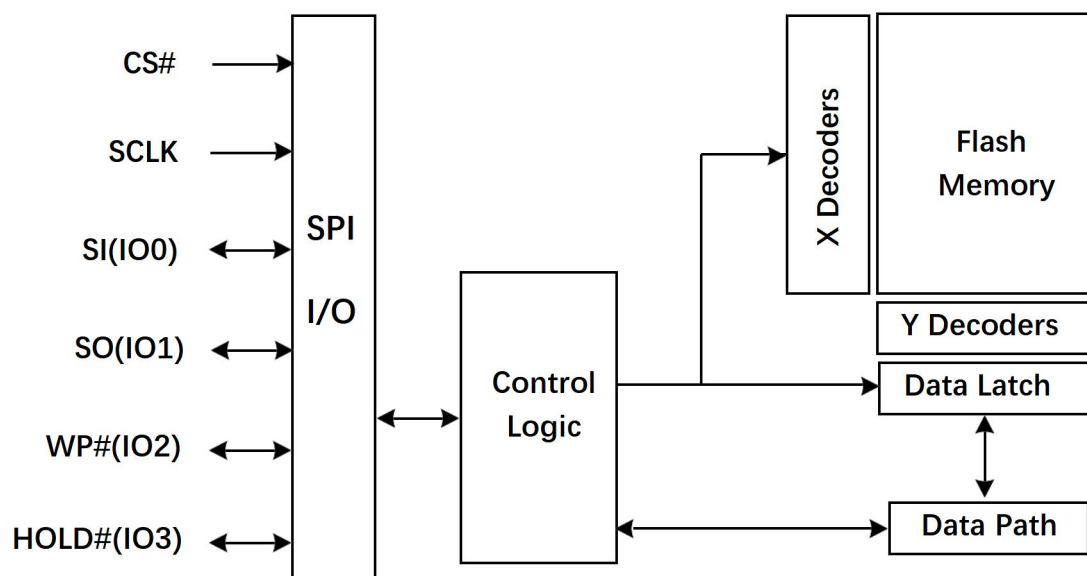 CS#
SCLK
SI(IO0)
SO(IO1)
WP#(IO2)
HOLD#(IO3)
SPI
I/O
Control
Logic
X Decoders
Flash
Memory
Y Decoders
Data Latch
Data Path